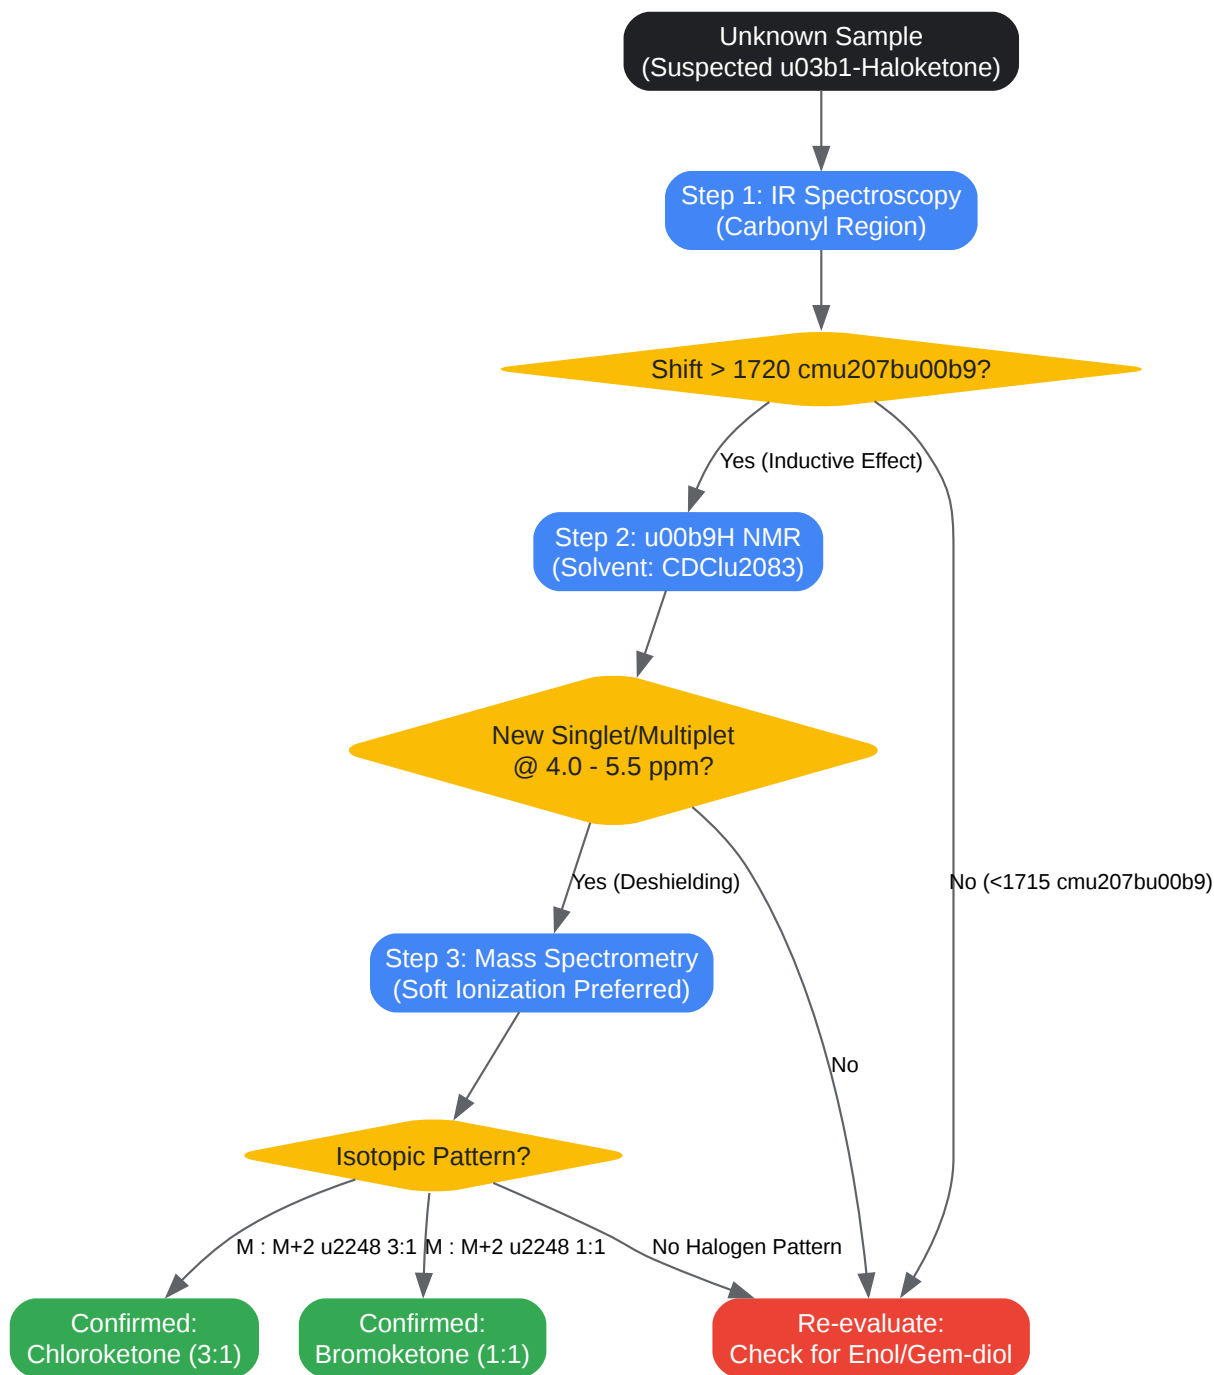 Unknown Sample
(Suspected u03b1-Haloketone)
Step 1: IR Spectroscopy
(Carbonyl Region)
Shift > 1720 cmu207bu00b9?
Yes (Inductive Effect)
Step 2: u00b9H NMR
(Solvent: CDClu2083)
New Singlet/Multiplet
@ 4.0 - 5.5 ppm?
Yes (Deshielding)
No (<1715 cmu207bu00b9)
Step 3: Mass Spectrometry
(Soft Ionization Preferred)
No
Isotopic Pattern?
M : M+2 u2248 3:1
M : M+2 u2248 1:1
No Halogen Pattern
Confirmed:
Chloroketone (3:1)
Confirmed:
Bromoketone (1:1)
Re-evaluate:
Check for Enol/Gem-diol